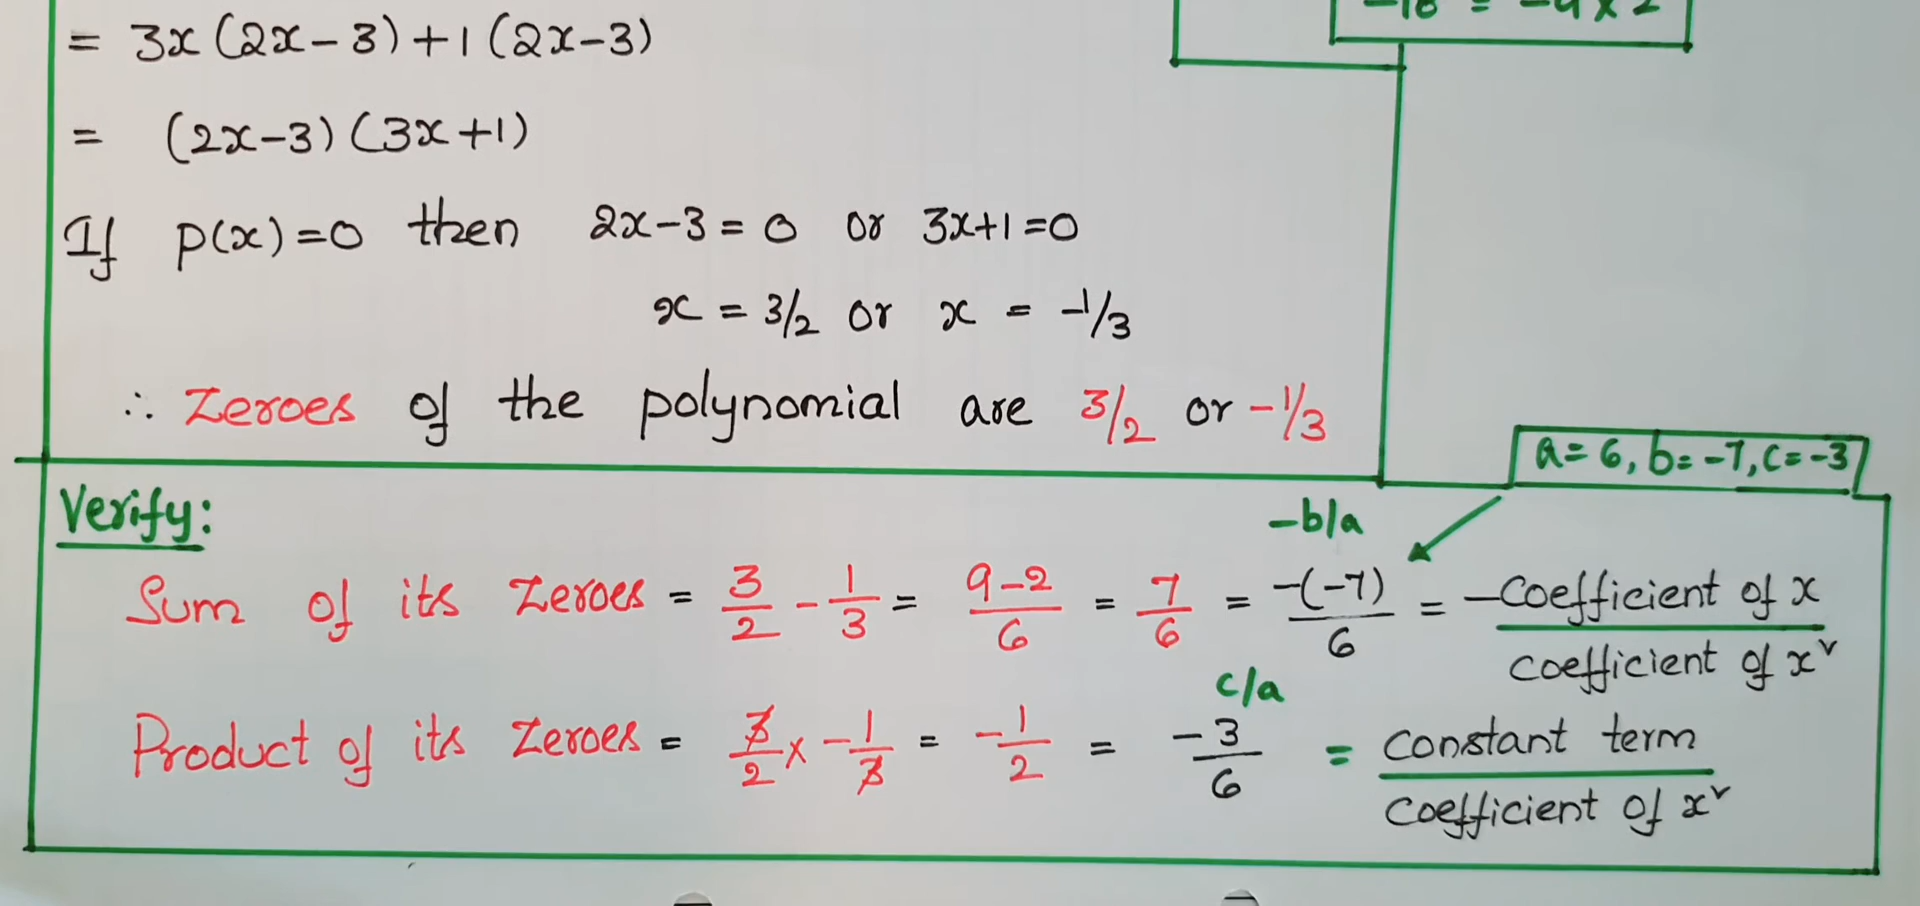 -18 = -9 x 2
= 3x (2x-3) + 1 (2x-3)
= (2x-3) (3x+1)
If p(x)=0 then 2x-3 = 0 or 3x+1=0
x = 3/2 or x = -1/3
∴ Zeroes of the polynomial are 3/2 or -1/3
a= 6, b= -7, c= -3
Verify:
-b/a
Sum of its Zeroes = 3/2 - 1/3 = 9-2/6 = 7/6 = -(-7)/6 = -coefficient of x / coefficient of x²
c/a
Product of its Zeroes = 3/2 x -1/3 = -1/2 = -3/6 = constant term / coefficient of x²